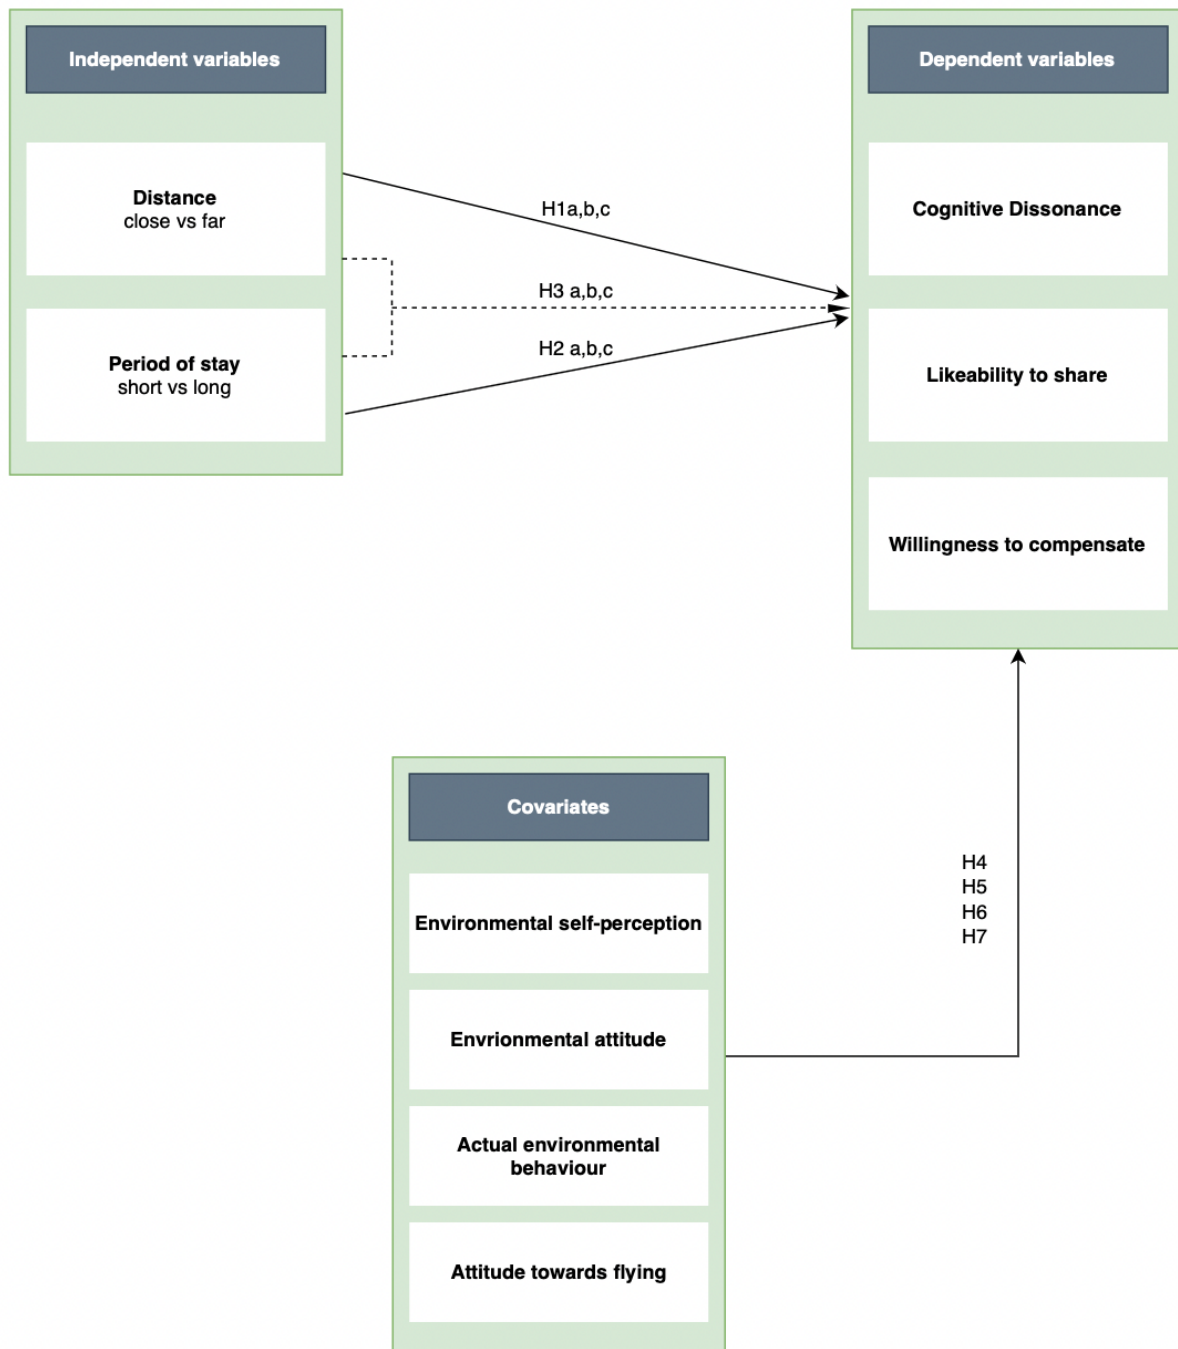 Independent variables
Distance
close vs far
Period of stay
short vs long
H1a,b,c
H3 a,b,c
H2 a,b,c
Dependent variables
Cognitive Dissonance
Likeability to share
Willingness to compensate
Covariates
Environmental self-perception
Envrionmental attitude
Actual environmental
behaviour
Attitude towards flying
H4
H5
H6
H7